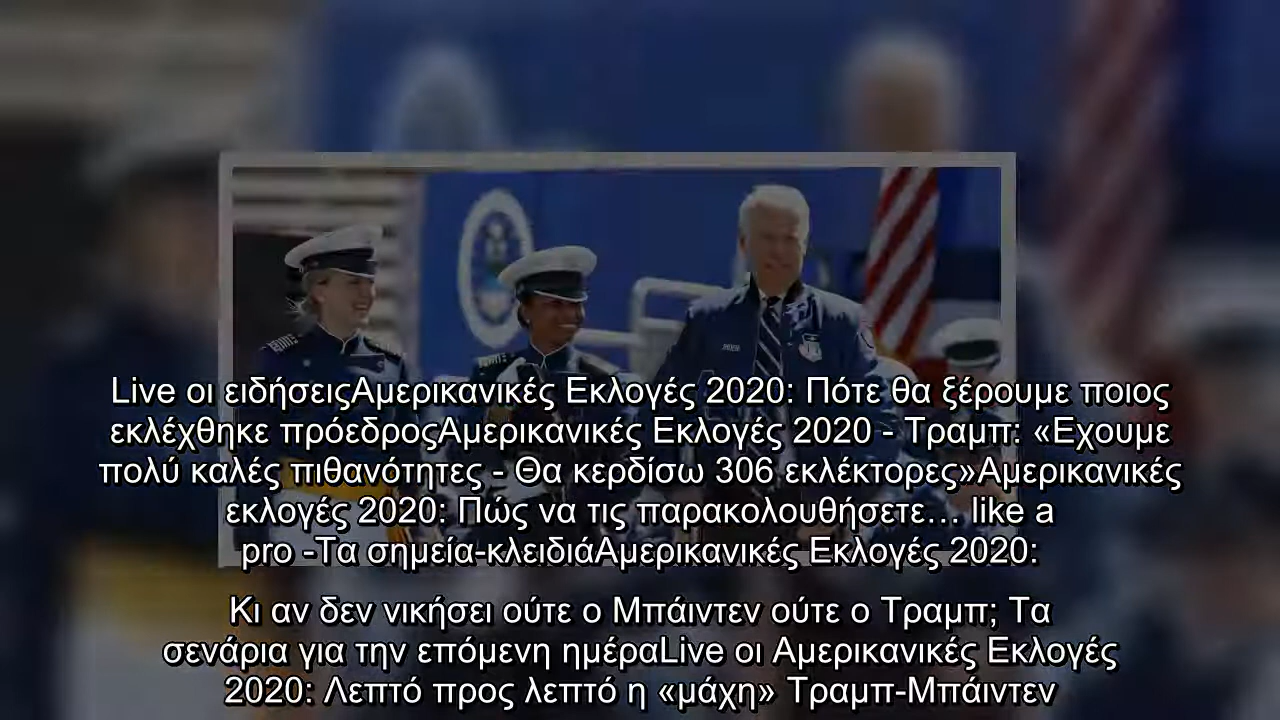 Live οι ειδήσειςΑμερικανικές Εκλογές 2020: Πότε θα ξέρουμε ποιος
εκλέχθηκε πρόεδροςΑμερικανικές Εκλογές 2020 - Τραμπ: «Εχουμε
πολύ καλές πιθανότητες - Θα κερδίσω 306 εκλέκτορες»Αμερικανικές
εκλογές 2020: Πώς να τις παρακολουθήσετε… like a
pro -Τα σημεία-κλειδιάΑμερικανικές Εκλογές 2020:
Κι αν δεν νικήσει ούτε ο Μπάιντεν ούτε ο Τραμπ; Τα
σενάρια για την επόμενη ημέραLive οι Αμερικανικές Εκλογές
2020: Λεπτό προς λεπτό η «μάχη» Τραμπ-Μπάιντεν